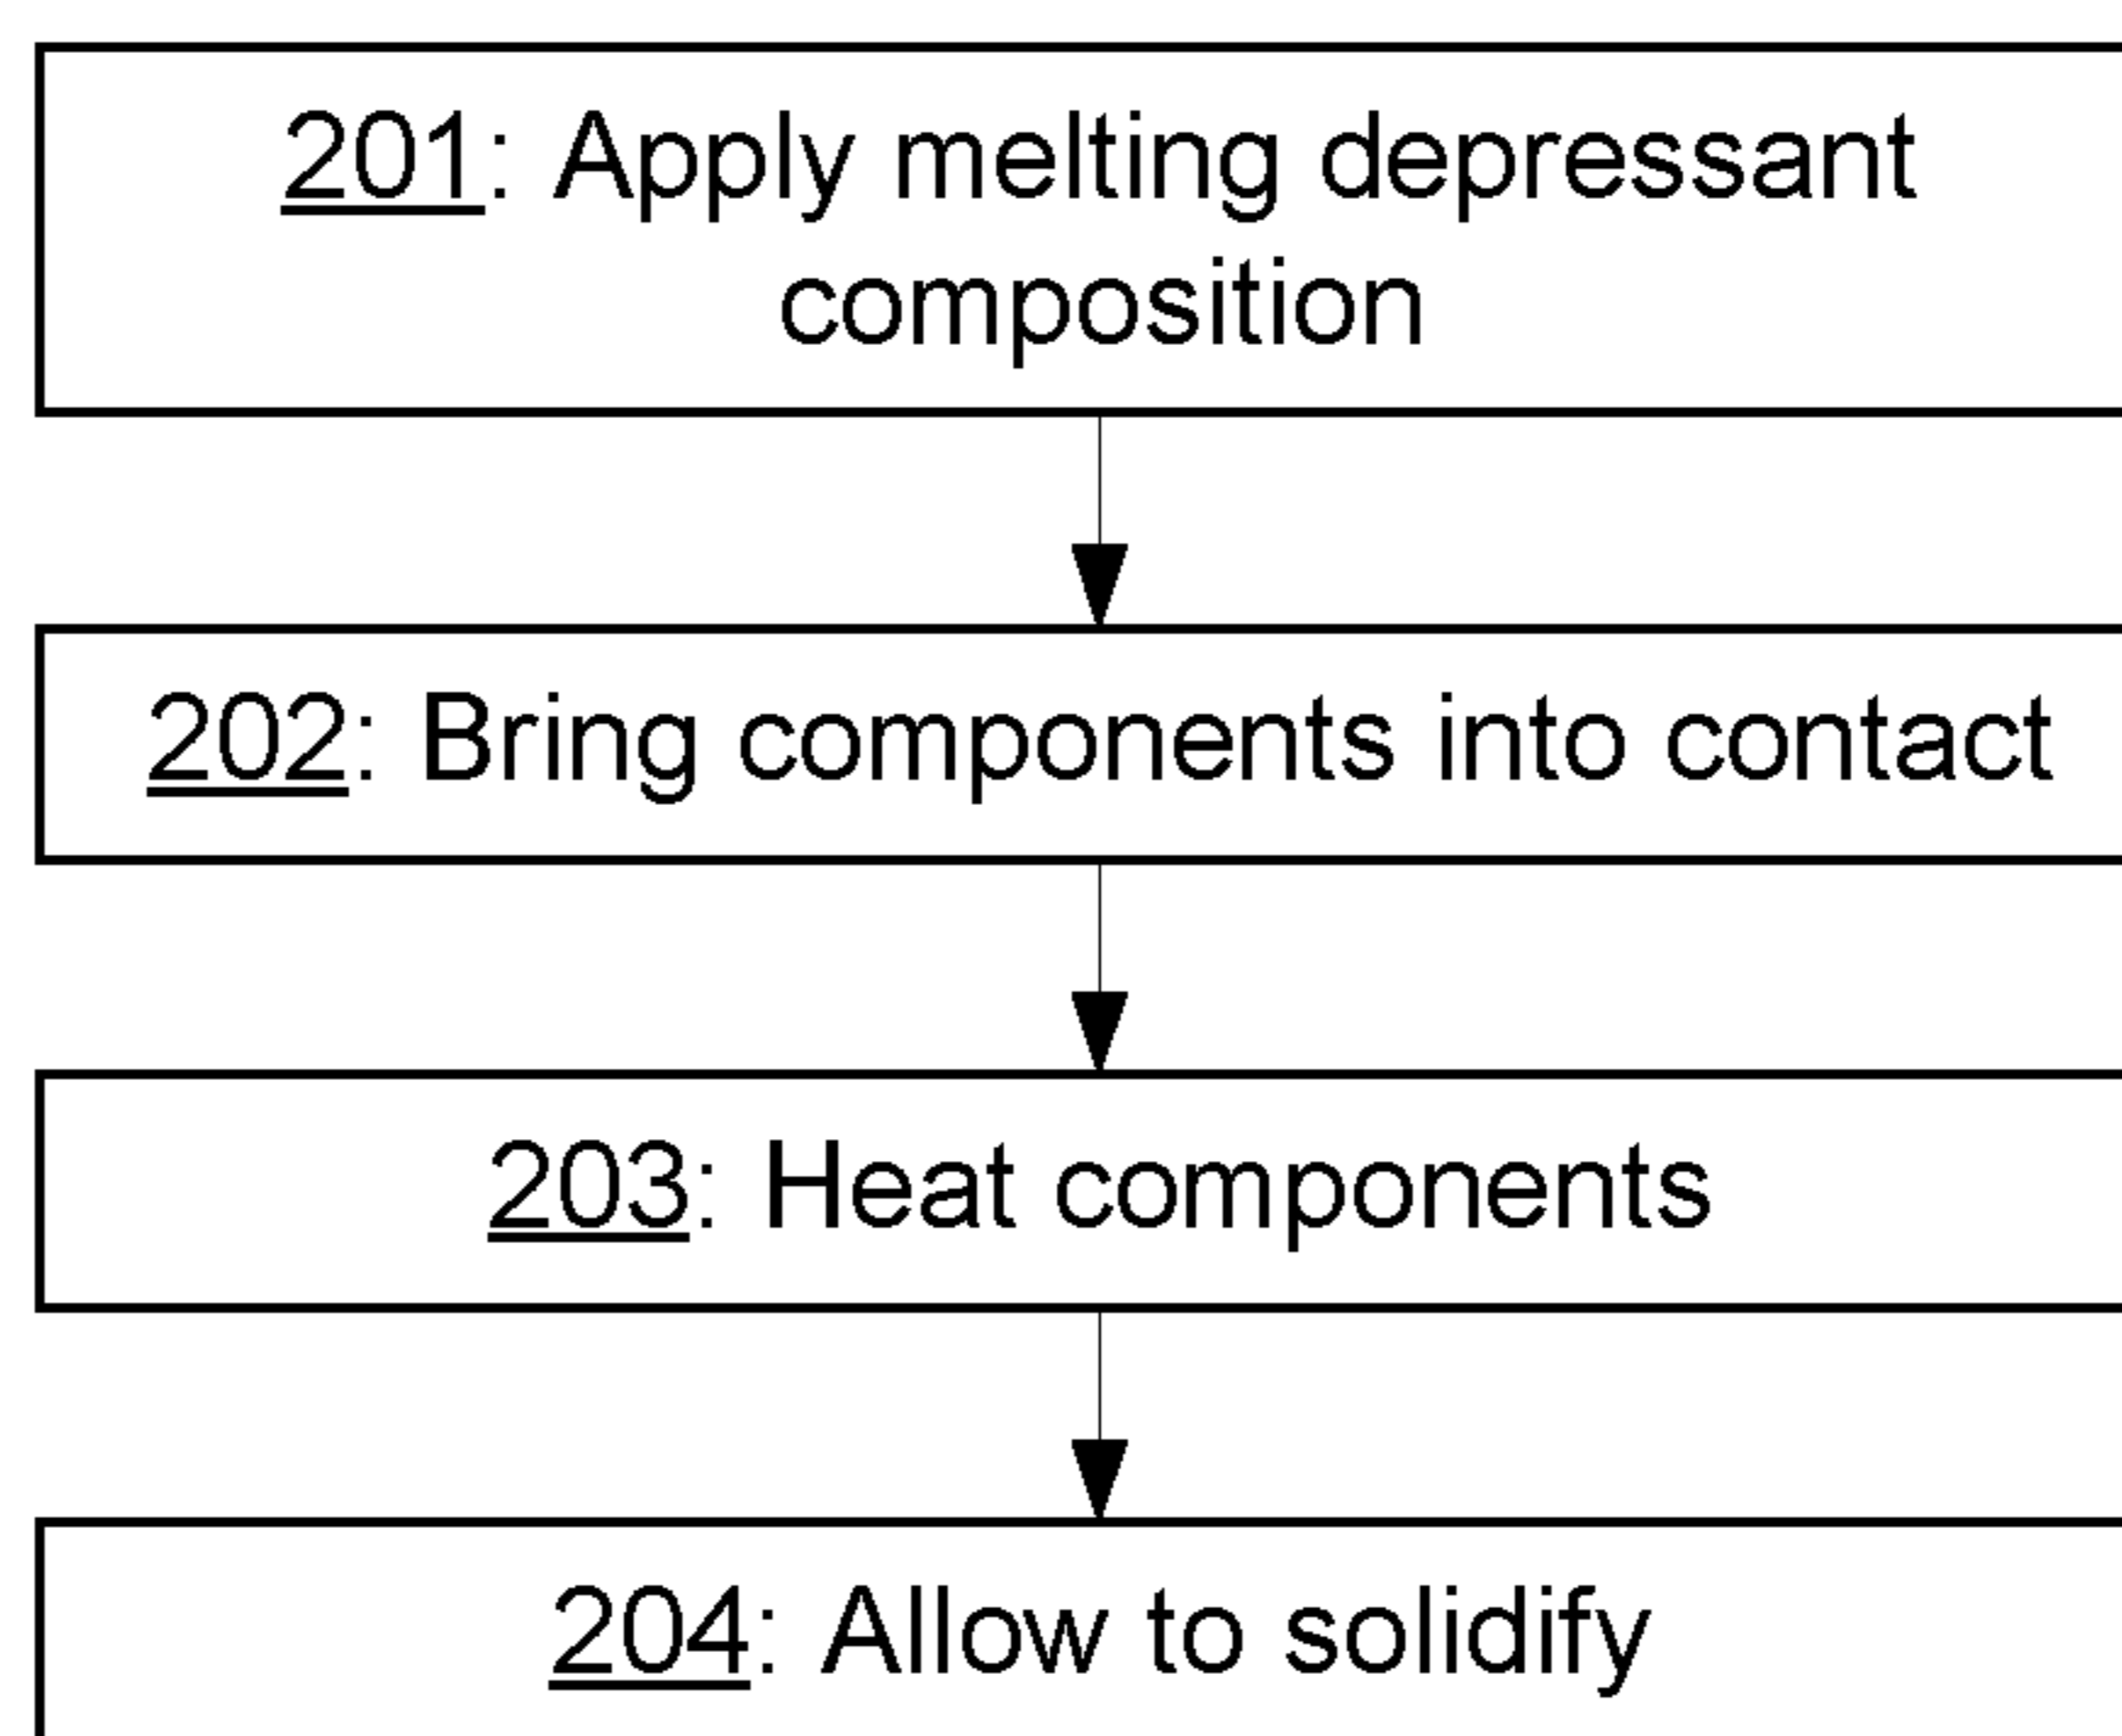 201: Apply melting depressant
composition
202: Bring components into contact
203: Heat components
204: Allow to solidify